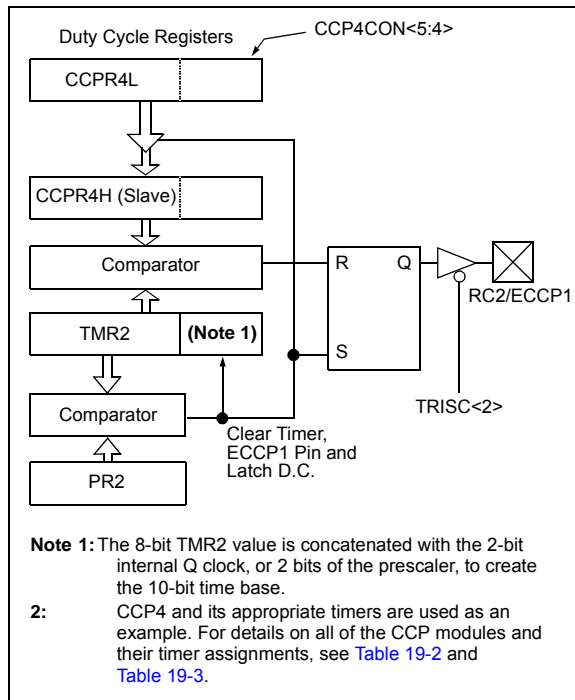 Duty Cycle Registers
CCP4CON<5:4>
CCPR4L
CCPR4H (Slave)
Comparator
R
Q
RC2/ECCP1
TMR2
(Note 1)
S
TRISC<2>
Comparator
Clear Timer,
ECCP1 Pin and
Latch D.C.
PR2
Note 1: The 8-bit TMR2 value is concatenated with the 2-bit
internal Q clock, or 2 bits of the prescaler, to create
the 10-bit time base.
2: CCP4 and its appropriate timers are used as an
example. For details on all of the CCP modules and
their timer assignments, see Table 19-2 and
Table 19-3.